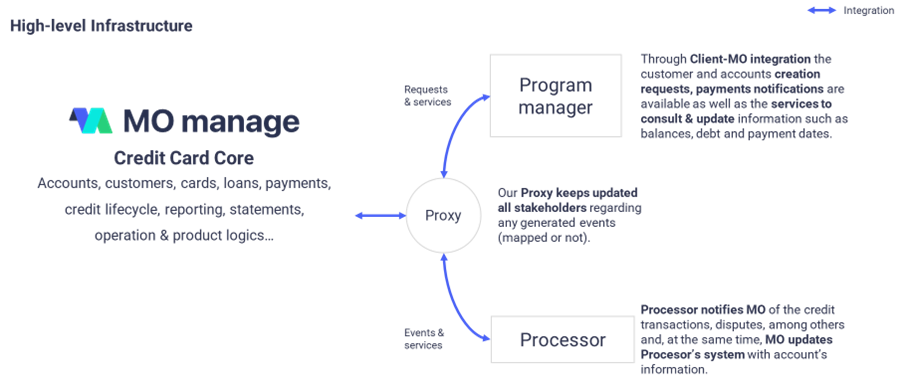 Integration
High-level Infrastructure
MO manage
Credit Card Core
Accounts, customers, cards, loans, payments,
credit lifecycle, reporting, statements,
operation & product logics...
Requests
& services
Program
manager
Through Client-MO integration the
customer and accounts creation
requests, payments notifications are
available as well as the services to
consult & update information such as
balances, debt and payment dates.
Proxy
Our Proxy keeps updated
all stakeholders regarding
any generated events
(mapped or not).
Events &
services
Processor
Processor notifies MO of the credit
transactions, disputes, among others
and, at the same time, MO updates
Procesor's system with account's
information.